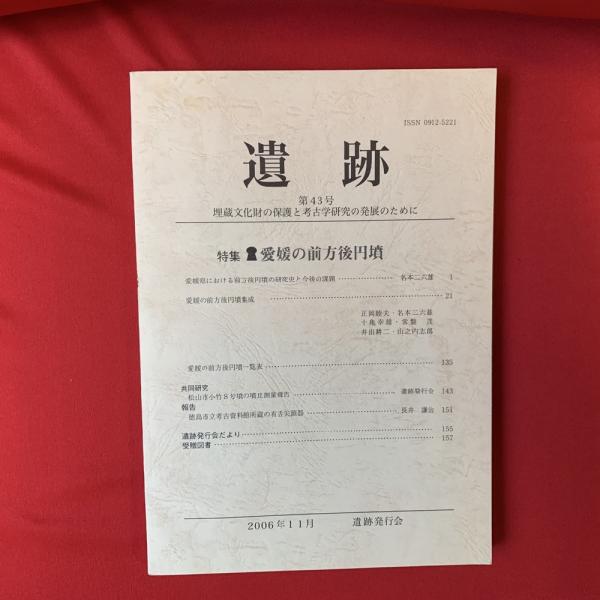 ISSN 0912-5221
遺跡
第43号
埋蔵文化財の保護と考古学研究の発展のために
特集 愛媛の前方後円墳
愛媛県における前方後円墳の研究史と今後の課題 名本二六雄 1
愛媛の前方後円墳集成 21
正岡睦夫・名本二六雄
十亀幸雄・常盤 茂
井出耕二・山之内志郎
愛媛の前方後円墳一覧表 135
共同研究
松山市小竹8号墳の墳丘測量報告 遺跡発行会 143
報告
徳島市立考古資料館所蔵の有舌尖頭器 長井 謙治 151
遺跡発行会だより 155
受贈図書 157
2006年11月 遺跡発行会